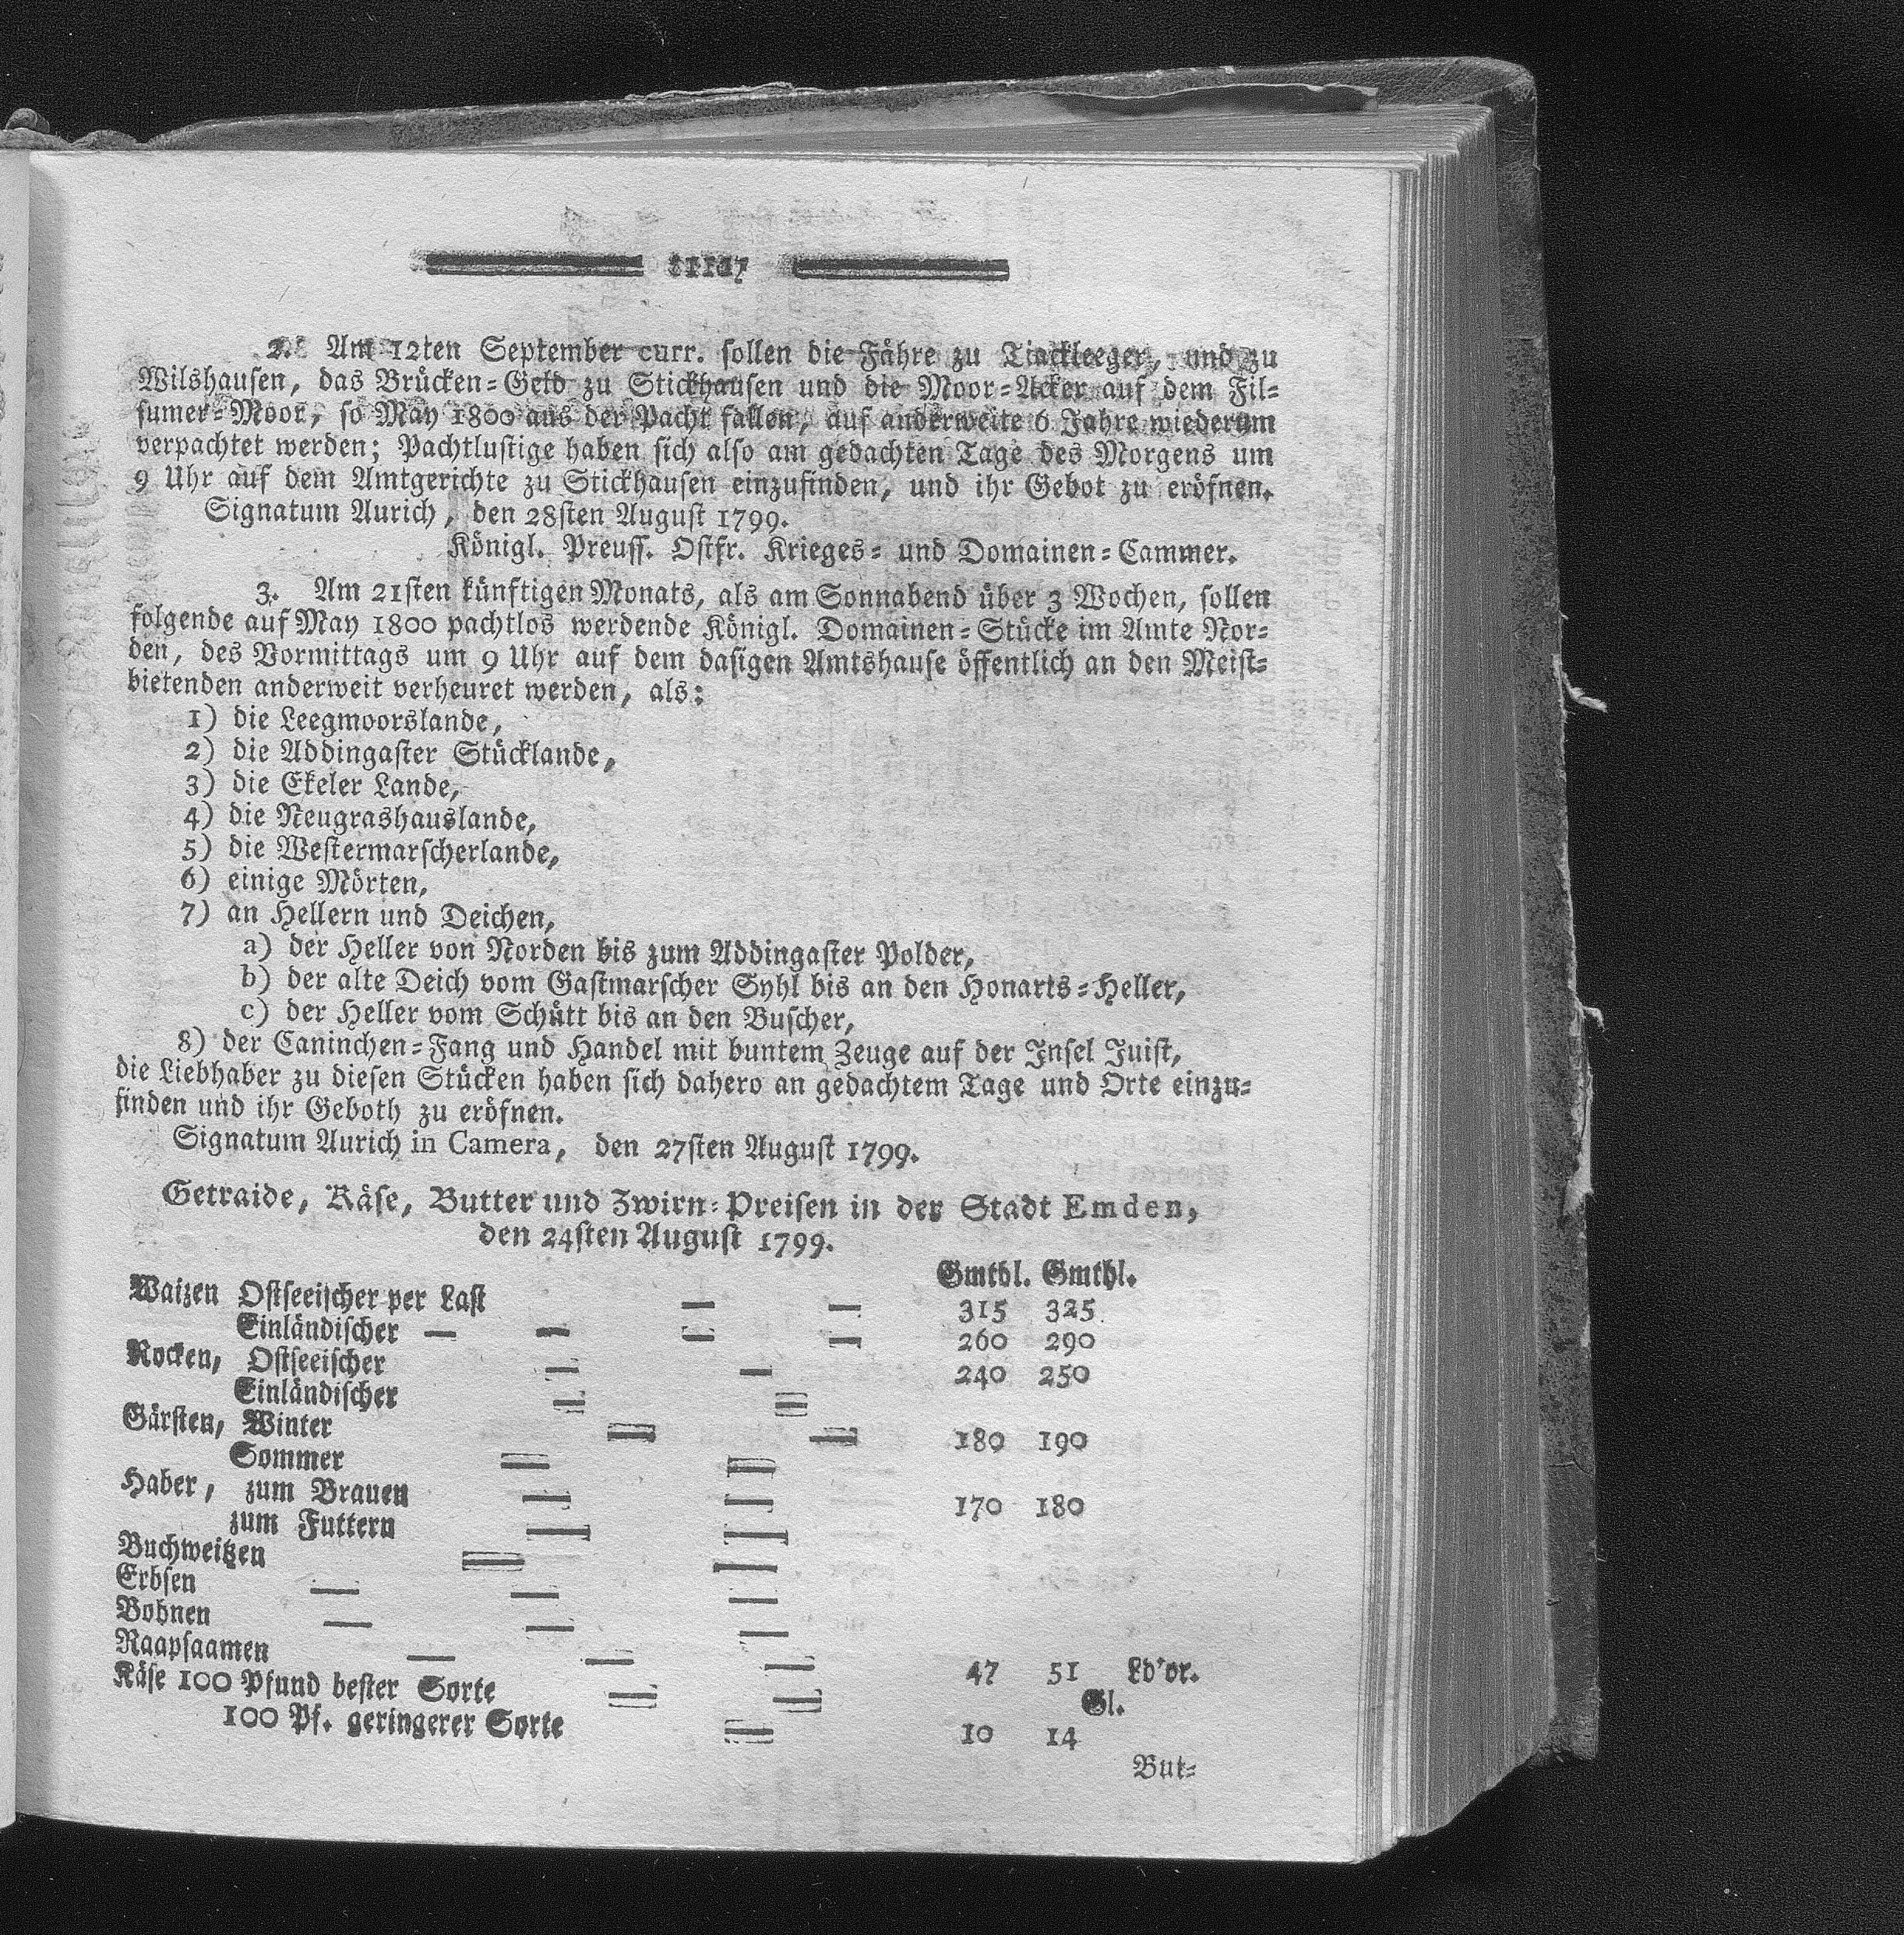 2. Am 12ten September curr. sollen die Fähre zu Tiackleeger, und zu
Wilshausen, das Brücken=Geld zu Stickhausen und die Moor=Acker auf dem Fil=
sumer=Moor, so May 1800 aus der Pacht fallen, auf anderweite 6 Jahre wiederum
verpachtet werden; Pachtlustige haben sich also am gedachten Tage des Morgens um
9 Uhr auf dem Amtgerichte zu Stickhausen einzufinden, und ihr Gebot zu eröfnen.
Signatum Aurich, den 28sten August 1799.
Königl. Preuss. Ostfr. Krieges= und Domainen=Cammer.
3. Am 21sten künftigen Monats, als am Sonnabend über 3 Wochen, sollen
folgende auf May 1800 pachtlos werdende Königl. Domainen=Stücke im Amte Nor=
den, des Vormittags um 9 Uhr auf dem dasigen Amtshause öffentlich an den Meist=
bietenden anderweit verheuret werden, als:
1) die Leegmoorslande,
2) die Addingaster Stücklande,
3) die Ekeler Lande,
4) die Neugrashauslande,
5) die Westermarscherlande,
6) einige Mörten,
7) an Hellern und Deichen,
a) der Heller von Norden bis zum Addingaster Polder,
b) der alte Deich vom Gastmarscher Syhl bis an den Honarts=Heller,
c) der Heller vom Schütt bis an den Buscher,
8) der Caninchen=Fang und Handel mit buntem Zeuge auf der Insel Juist,
die Liebhaber zu diesen Stücken haben sich dahero an gedachtem Tage und Orte einzu=
finden und ihr Geboth zu eröfnen.
Signatum Aurich in Camera, den 27sten August 1799.
Getraide, Käse, Butter und Zwirn=Preisen in der Stadt Emden,
den 24sten August 1799.
Gmthl. Gmthl.
Waizen Ostseeischer per Last — — 315 325
Einländischer — — — — 260 290
Rocken, Ostseeischer — — 240 250
Einländischer — —
Gärsten, Winter — — 180 190
Sommer — —
Haber, zum Brauen — — 170 180
zum Futtern — —
Buchweitzen — —
Erbsen — — —
Bohnen — — —
Raapsaamen — — — 47 51 Ld'or.
Käse 100 Pfund bester Sorte — — Gl.
100 Pf. geringerer Sorte — 10 14
But=